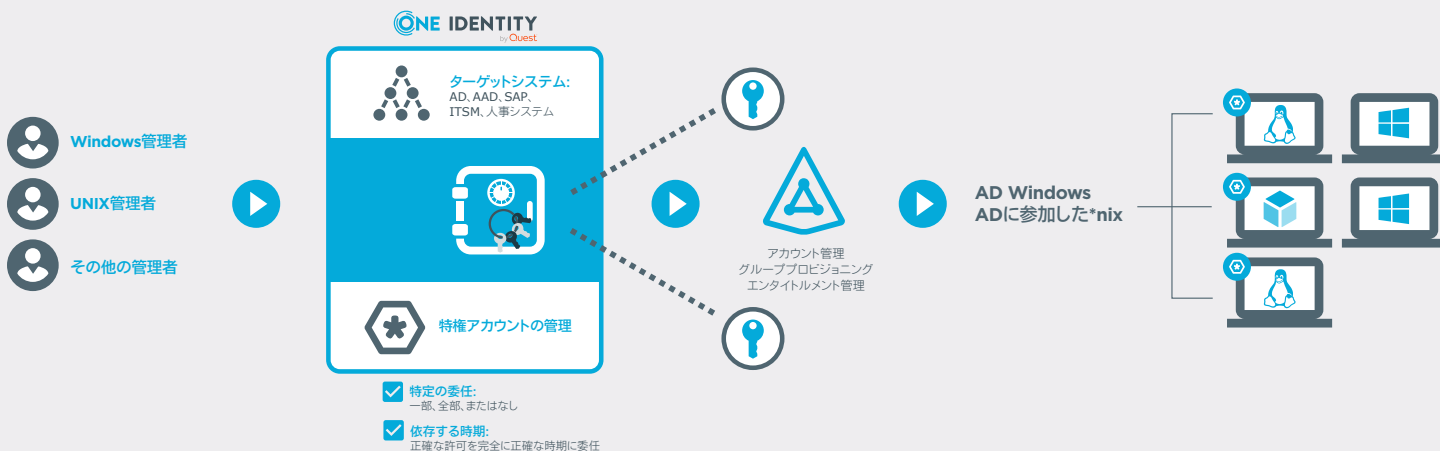 ONE IDENTITY
by Quest
Windows管理者
UNIX管理者
その他の管理者
ターゲットシステム:
AD、AAD、SAP、
ITSM、人事システム
特権アカウントの管理
特定の委任:
一部、全部、またはなし
依存する時期:
正確な許可を完全に正確な時期に委任
アカウント管理
グループプロビジョニング
エンタイトルメント管理
AD Windows
ADに参加した*nix